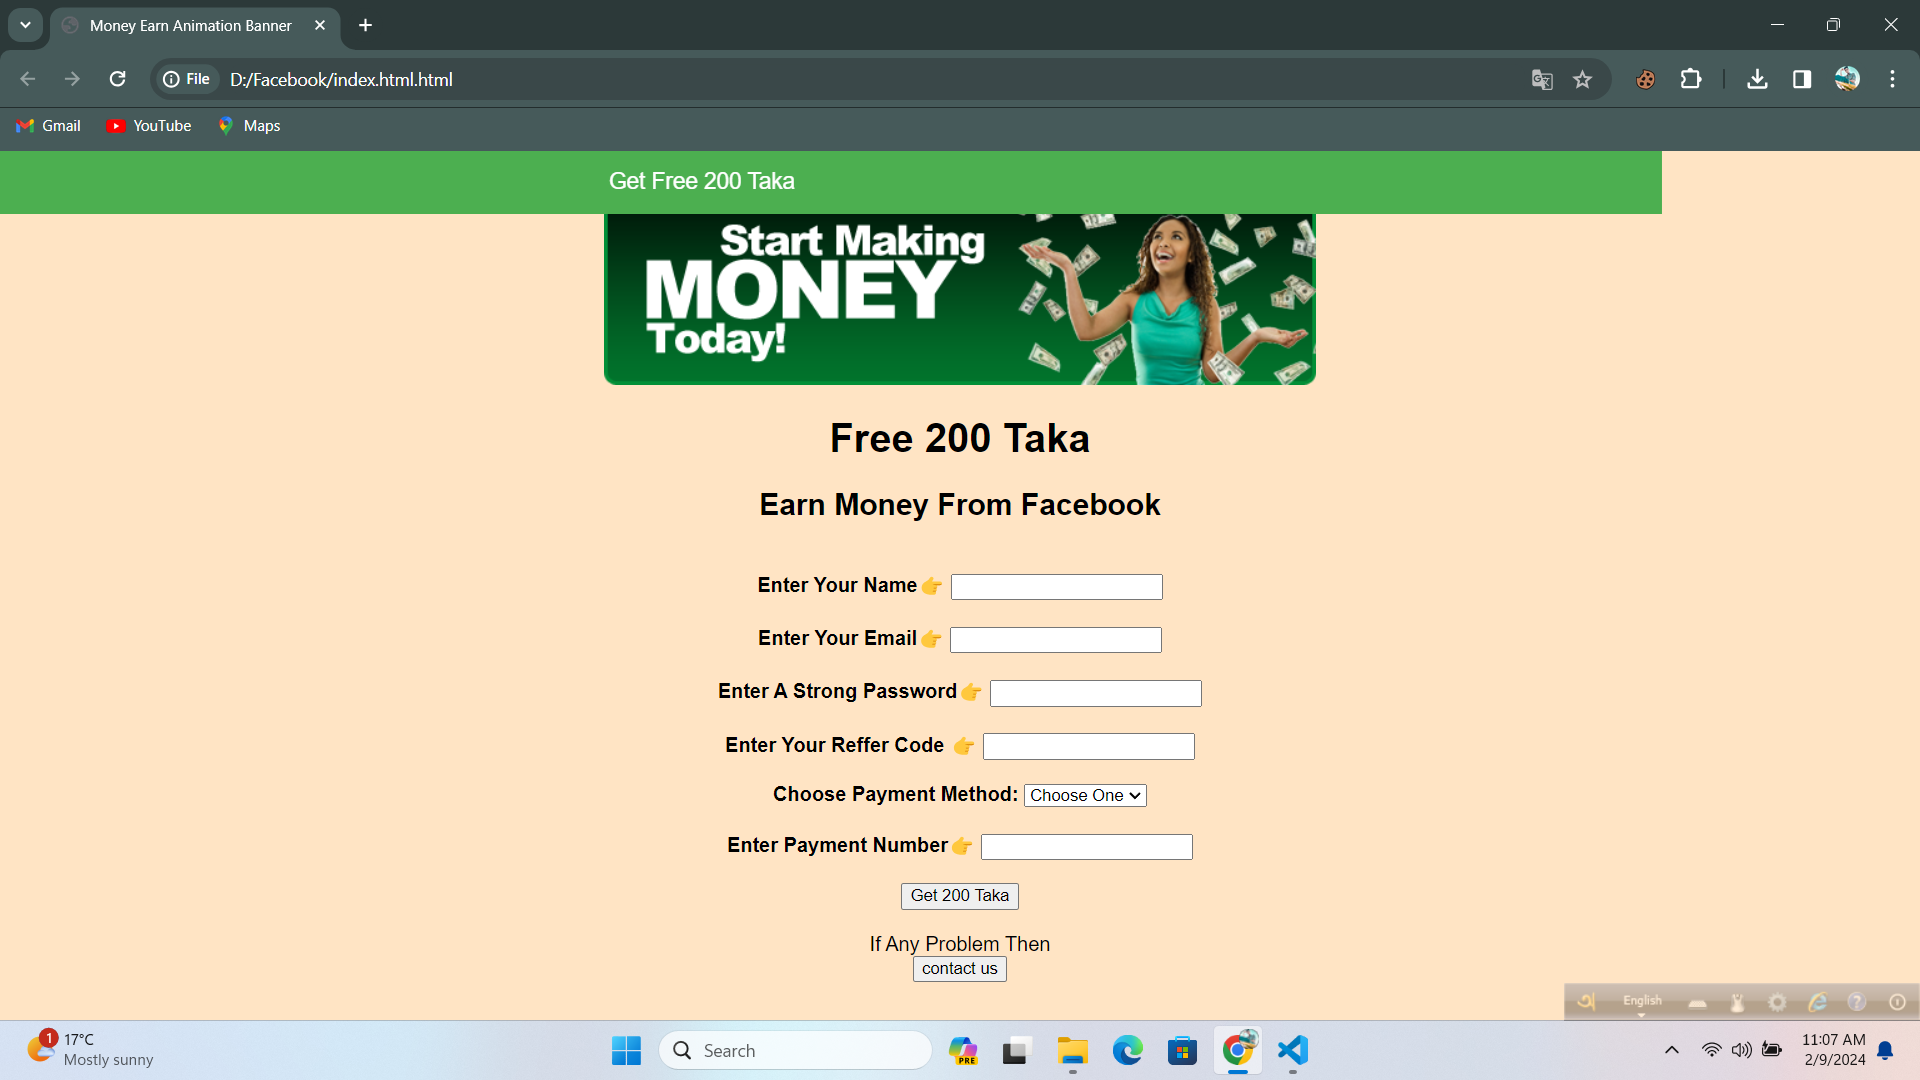 Money Earn Animation Banner
File D:/Facebook/index.html.html
Gmail YouTube Maps
Get Free 200 Taka
Start Making
MONEY
Today!
Free 200 Taka
Earn Money From Facebook
Enter Your Name👉
Enter Your Email👉
Enter A Strong Password👉
Enter Your Reffer Code 👉
Choose Payment Method: Choose One
Enter Payment Number👉
Get 200 Taka
If Any Problem Then
contact us
অ English
1 17°C
Mostly sunny
Search
PRE
11:07 AM
2/9/2024